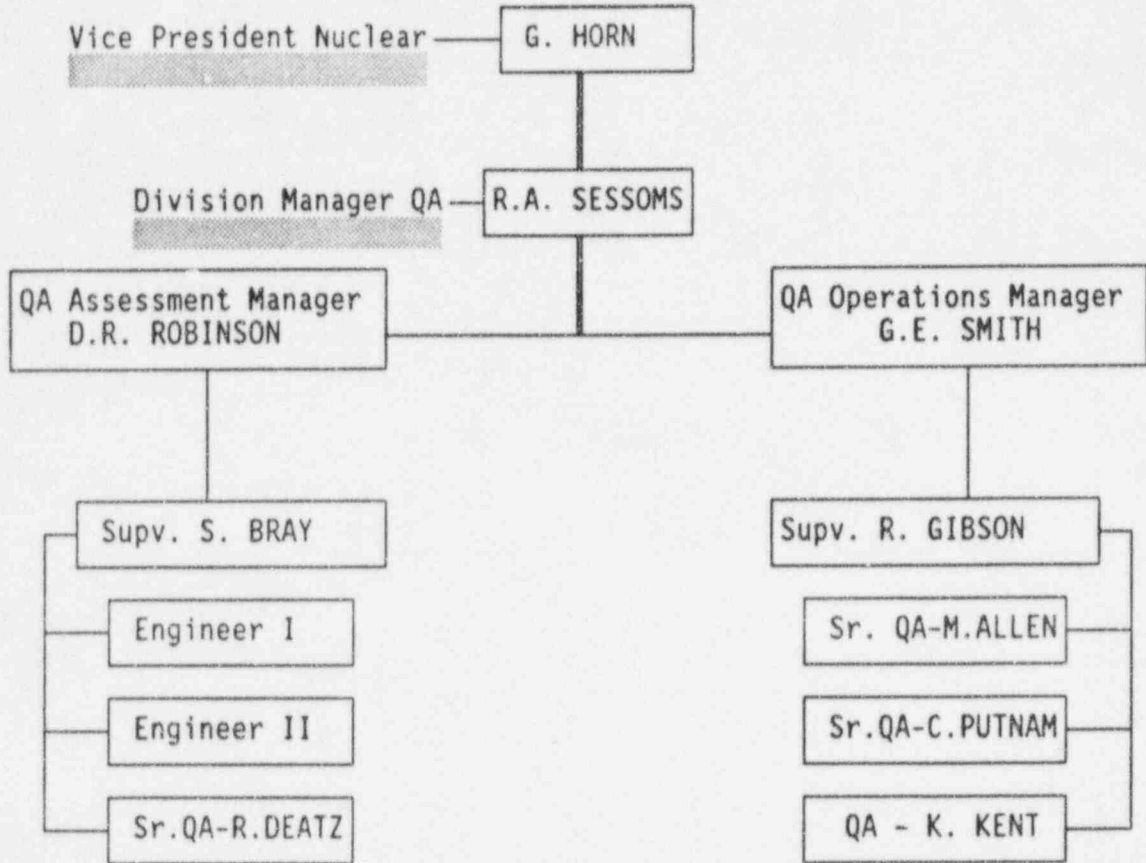 Vice President Nuclear
G. HORN
Division Manager QA
R.A. SESSOMS
QA Assessment Manager
D.R. ROBINSON
QA Operations Manager
G.E. SMITH
Supv. S. BRAY
Engineer I
Engineer II
Sr.QA-R.DEATZ
Supv. R. GIBSON
Sr. QA-M.ALLEN
Sr.QA-C.PUTNAM
QA - K. KENT